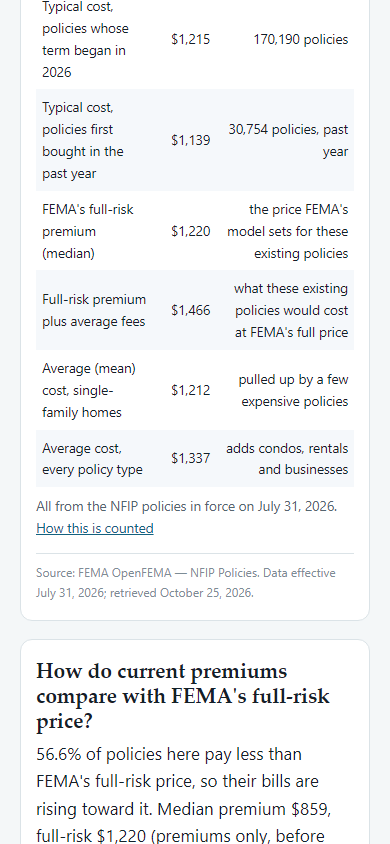 Typical cost,
policies whose
term began in
2026
$1,215
170,190 policies
Typical cost,
policies first
bought in the
past year
$1,139
30,754 policies, past
year
FEMA's full-risk
premium
(median)
$1,220
the price FEMA's
model sets for these
existing policies
Full-risk premium
plus average fees
$1,466
what these existing
policies would cost
at FEMA's full price
Average (mean)
cost, single-
family homes
$1,212
pulled up by a few
expensive policies
Average cost,
every policy type
$1,337
adds condos, rentals
and businesses
All from the NFIP policies in force on July 31, 2026.
How this is counted
Source: FEMA OpenFEMA — NFIP Policies. Data effective
July 31, 2026; retrieved October 25, 2026.
How do current premiums
compare with FEMA's full-risk
price?
56.6% of policies here pay less than
FEMA's full-risk price, so their bills are
rising toward it. Median premium $859,
full-risk $1,220 (premiums only, before